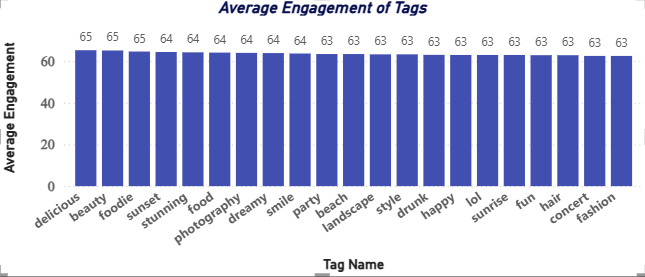 Average Engagement of Tags
Average Engagement
60
40
20
0
65 65 65 64 64 64 64 64 64 63 63 63 63 63 63 63 63 63 63 63 63
delicious beauty foodie sunset stunning food photography dreamy smile party beach landscape style drunk happy lol sunrise fun hair concert fashion
Tag Name